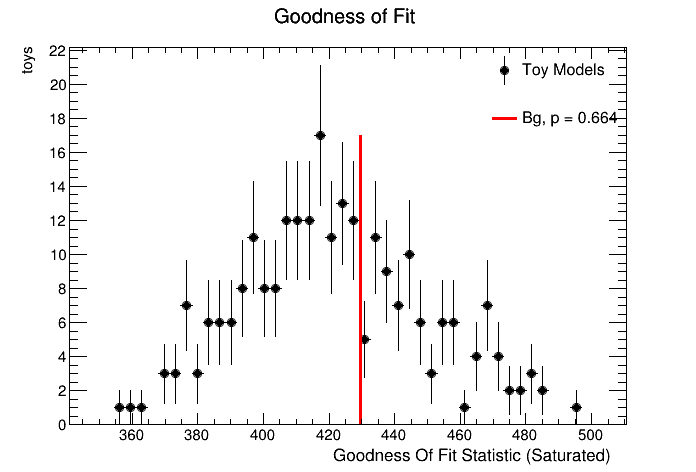 Goodness of Fit
toys
22
20
18
16
14
12
10
8
6
4
2
0
Toy Models
Bg, p = 0.664
360 380 400 420 440 460 480 500
Goodness Of Fit Statistic (Saturated)